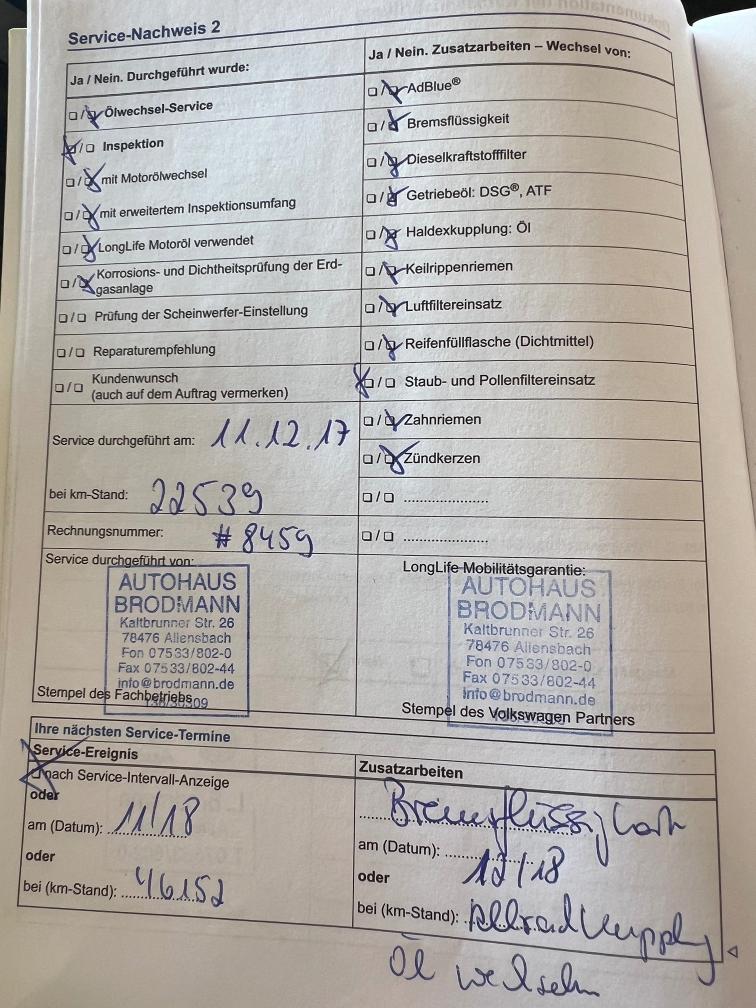 Service-Nachweis 2
Ja / Nein. Durchgeführt wurde:
Ölwechsel-Service
Inspektion
mit Motorölwechsel
mit erweitertem Inspektionsumfang
LongLife Motoröl verwendet
Korrosions- und Dichtheitsprüfung der Erd-
gasanlage
Prüfung der Scheinwerfer-Einstellung
Reparaturempfehlung
Kundenwunsch
(auch auf dem Auftrag vermerken)
Service durchgeführt am: 11.12.17
bei km-Stand: 22539
Rechnungsnummer: #8459
Ja / Nein. Zusatzarbeiten – Wechsel von:
AdBlue®
Bremsflüssigkeit
Dieselkraftstofffilter
Getriebeöl: DSG®, ATF
Haldexkupplung: Öl
Keilrippenriemen
Luftfiltereinsatz
Reifenfüllflasche (Dichtmittel)
Staub- und Pollenfiltereinsatz
Zahnriemen
Zündkerzen
Service durchgeführt von:
AUTOHAUS
BRODMANN
Kaltbrunner Str. 26
78476 Allensbach
Fon 07533/802-0
Fax 07533/802-44
info@brodmann.de
Stempel des Fachbetriebs
LongLife Mobilitätsgarantie:
AUTOHAUS
BRODMANN
Kaltbrunner Str. 26
78476 Allensbach
Fon 07533/802-0
Fax 07533/802-44
info@brodmann.de
Stempel des Volkswagen Partners
Ihre nächsten Service-Termine
Service-Ereignis
nach Service-Intervall-Anzeige
oder
am (Datum): 11/18
oder
bei (km-Stand): 46152
Zusatzarbeiten
Bremsflüssigkeit
am (Datum): 12/18
oder
bei (km-Stand): Allradkupplung
Öl wechseln